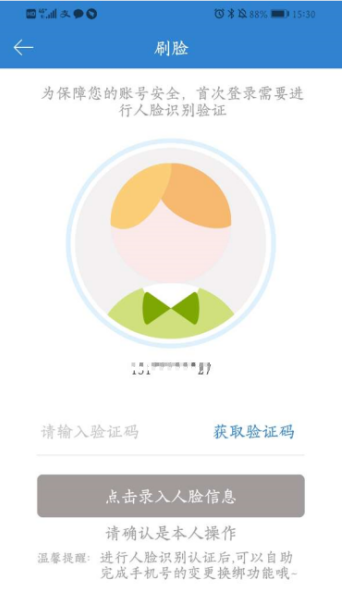 88% 15:30
刷脸
为保障您的账号安全，首次登录需要进
行人脸识别验证
请输入验证码 获取验证码
点击录入人脸信息
请确认是本人操作
温馨提醒：进行人脸识别认证后,可以自助
完成手机号的变更换绑功能哦~